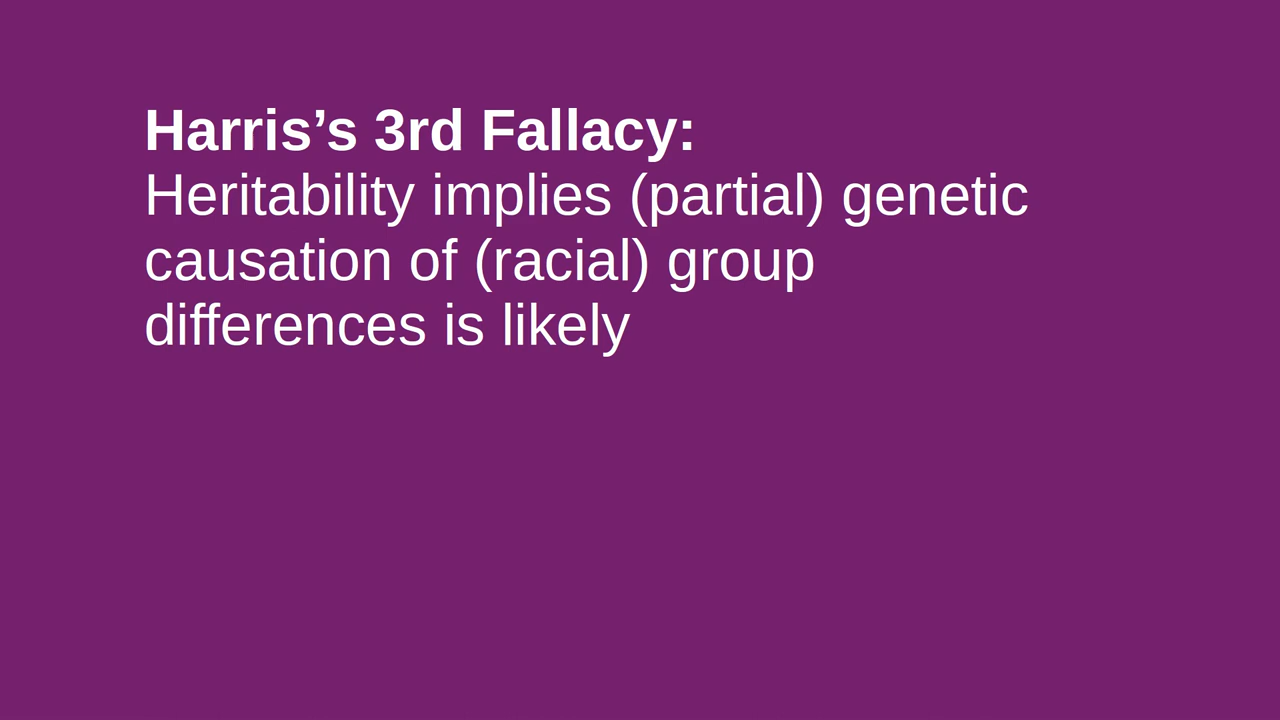 Harris’s 3rd Fallacy:
Heritability implies (partial) genetic
causation of (racial) group
differences is likely